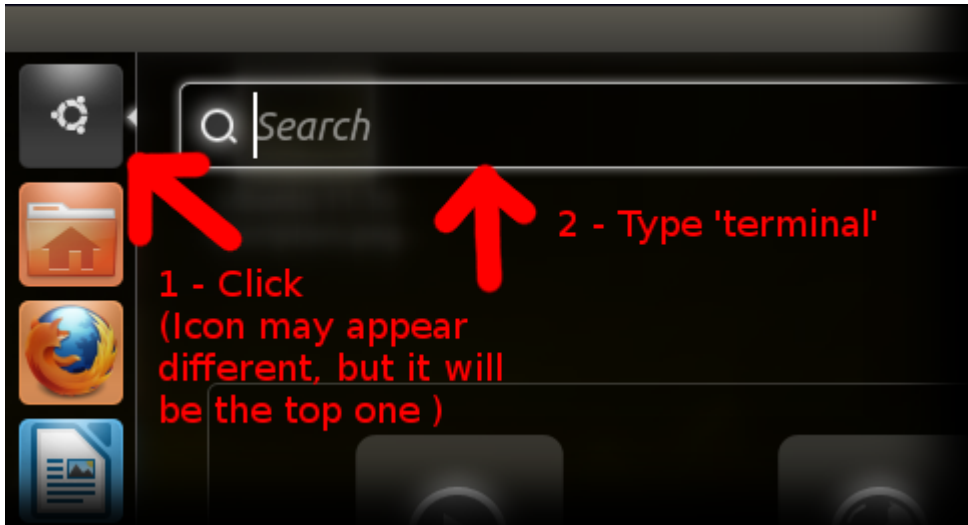 Search
2 - Type 'terminal'
1 - Click
(Icon may appear
different, but it will
be the top one )